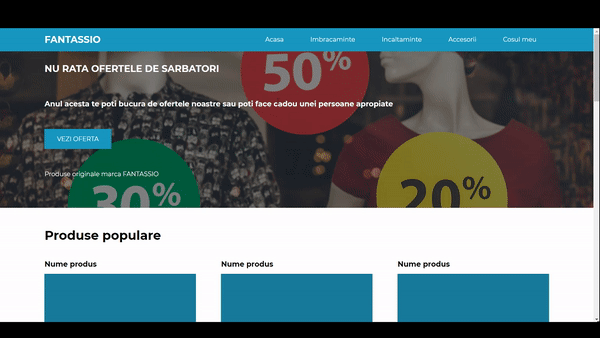 FANTASSIO
Acasa Imbracaminte Incaltaminte Accesorii Cosul meu
NU RATA OFERTELE DE SARBATORI
50%
Anul acesta te poti bucura de ofertele noastre sau poti face cadou unei persoane apropiate
VEZI OFERTA
Produse originale marca FANTASSIO
30%
20%
Produse populare
Nume produs
Nume produs
Nume produs